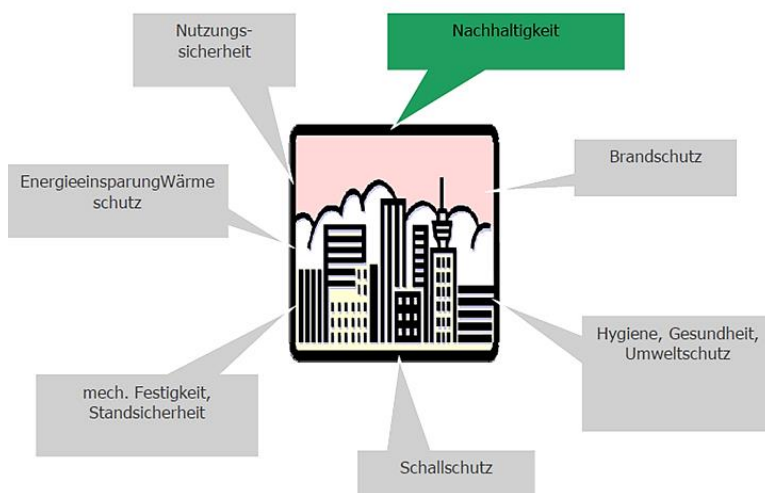 Nutzungs-
sicherheit
Nachhaltigkeit
Brandschutz
EnergieeinsparungWärme
schutz
Hygiene, Gesundheit,
Umweltschutz
mech. Festigkeit,
Standsicherheit
Schallschutz